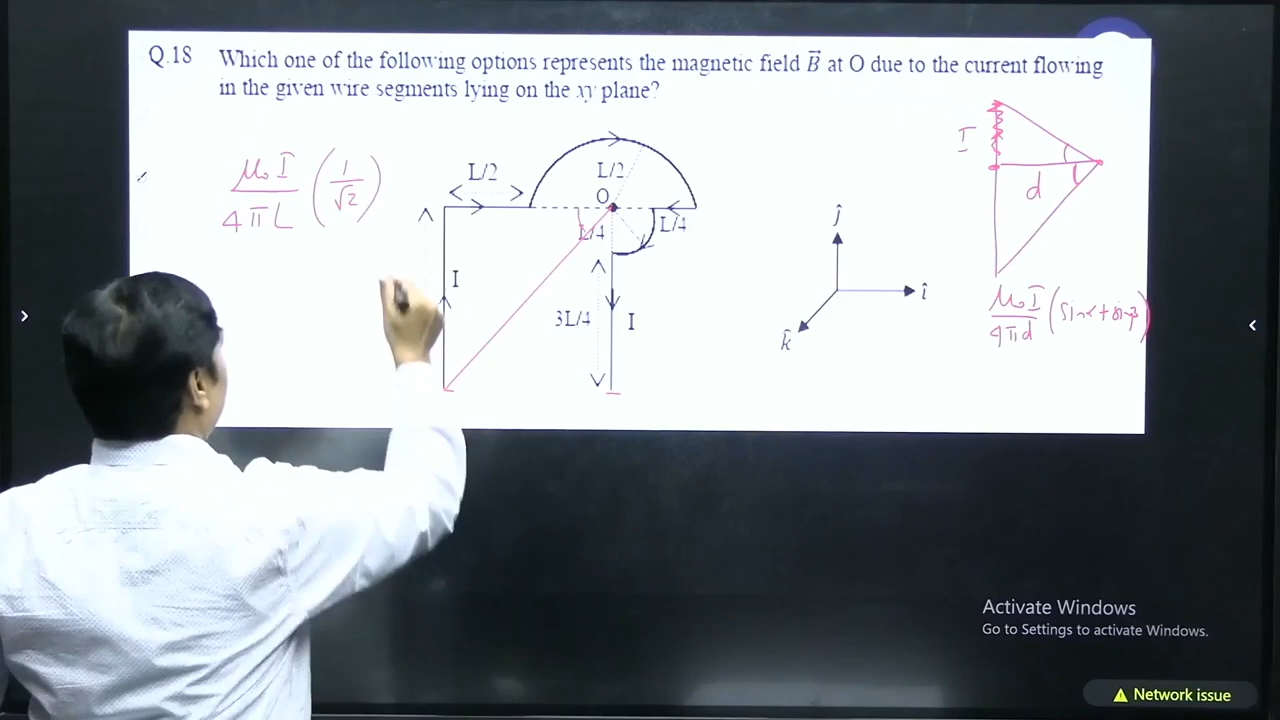 Q.18 Which one of the following options represents the magnetic field \vec{B} at O due to the current flowing
in the given wire segments lying on the xy plane?
μ₀I / 4πL (1/√2)
L/2
L/2
O
L/4
L/4
I
3L/4
I
ĵ
î
k̂
I
d
μ₀I / 4πd (sinα + sinβ)
Activate Windows
Go to Settings to activate Windows.
Network issue